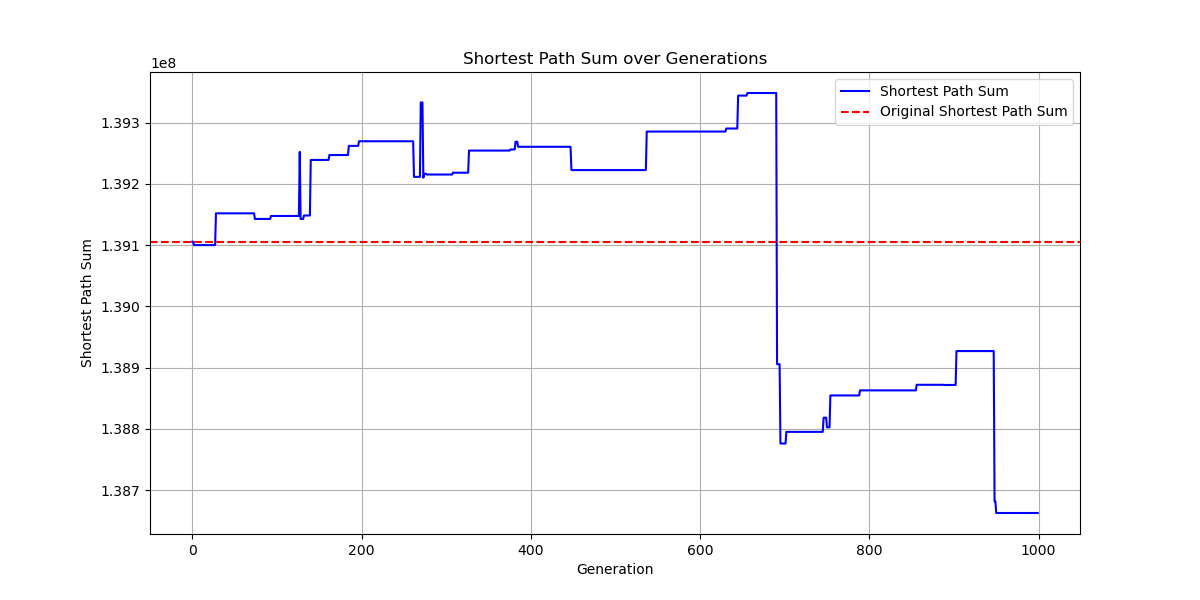 Shortest Path Sum over Generations
1e8
Shortest Path Sum
Original Shortest Path Sum
1.393
1.392
1.391
1.390
1.389
1.388
1.387
Shortest Path Sum
0 200 400 600 800 1000
Generation